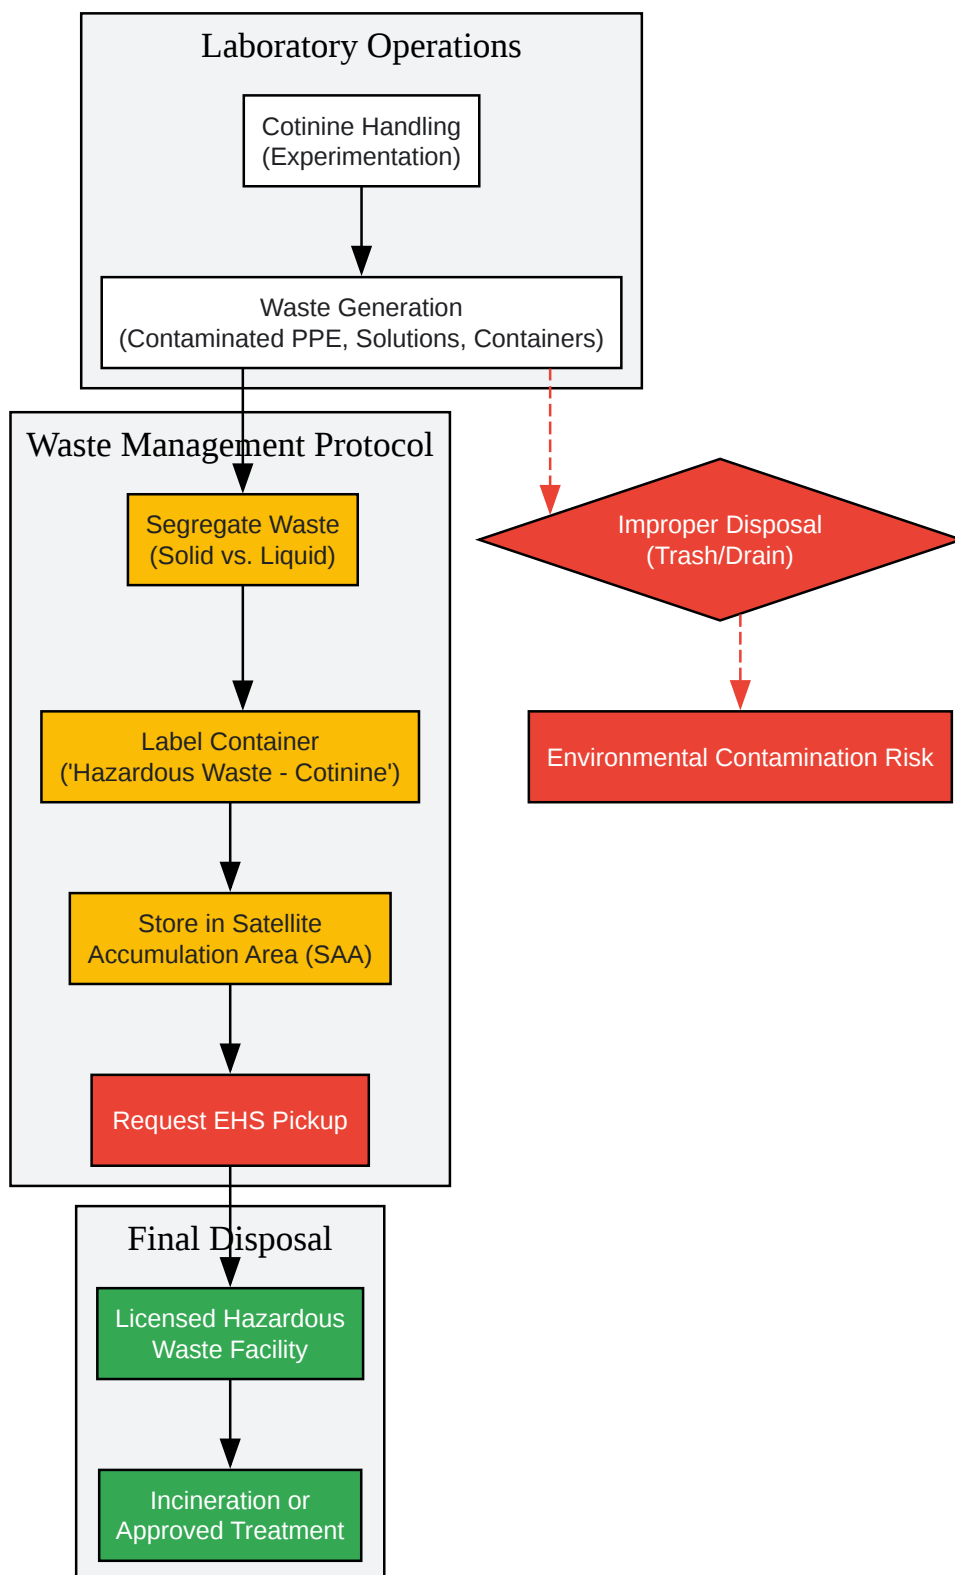 Laboratory Operations
Cotinine Handling
(Experimentation)
Waste Generation
(Contaminated PPE, Solutions, Containers)
Waste Management Protocol
Segregate Waste
(Solid vs. Liquid)
Improper Disposal
(Trash/Drain)
Label Container
('Hazardous Waste - Cotinine')
Environmental Contamination Risk
Store in Satellite
Accumulation Area (SAA)
Request EHS Pickup
Final Disposal
Licensed Hazardous
Waste Facility
Incineration or
Approved Treatment